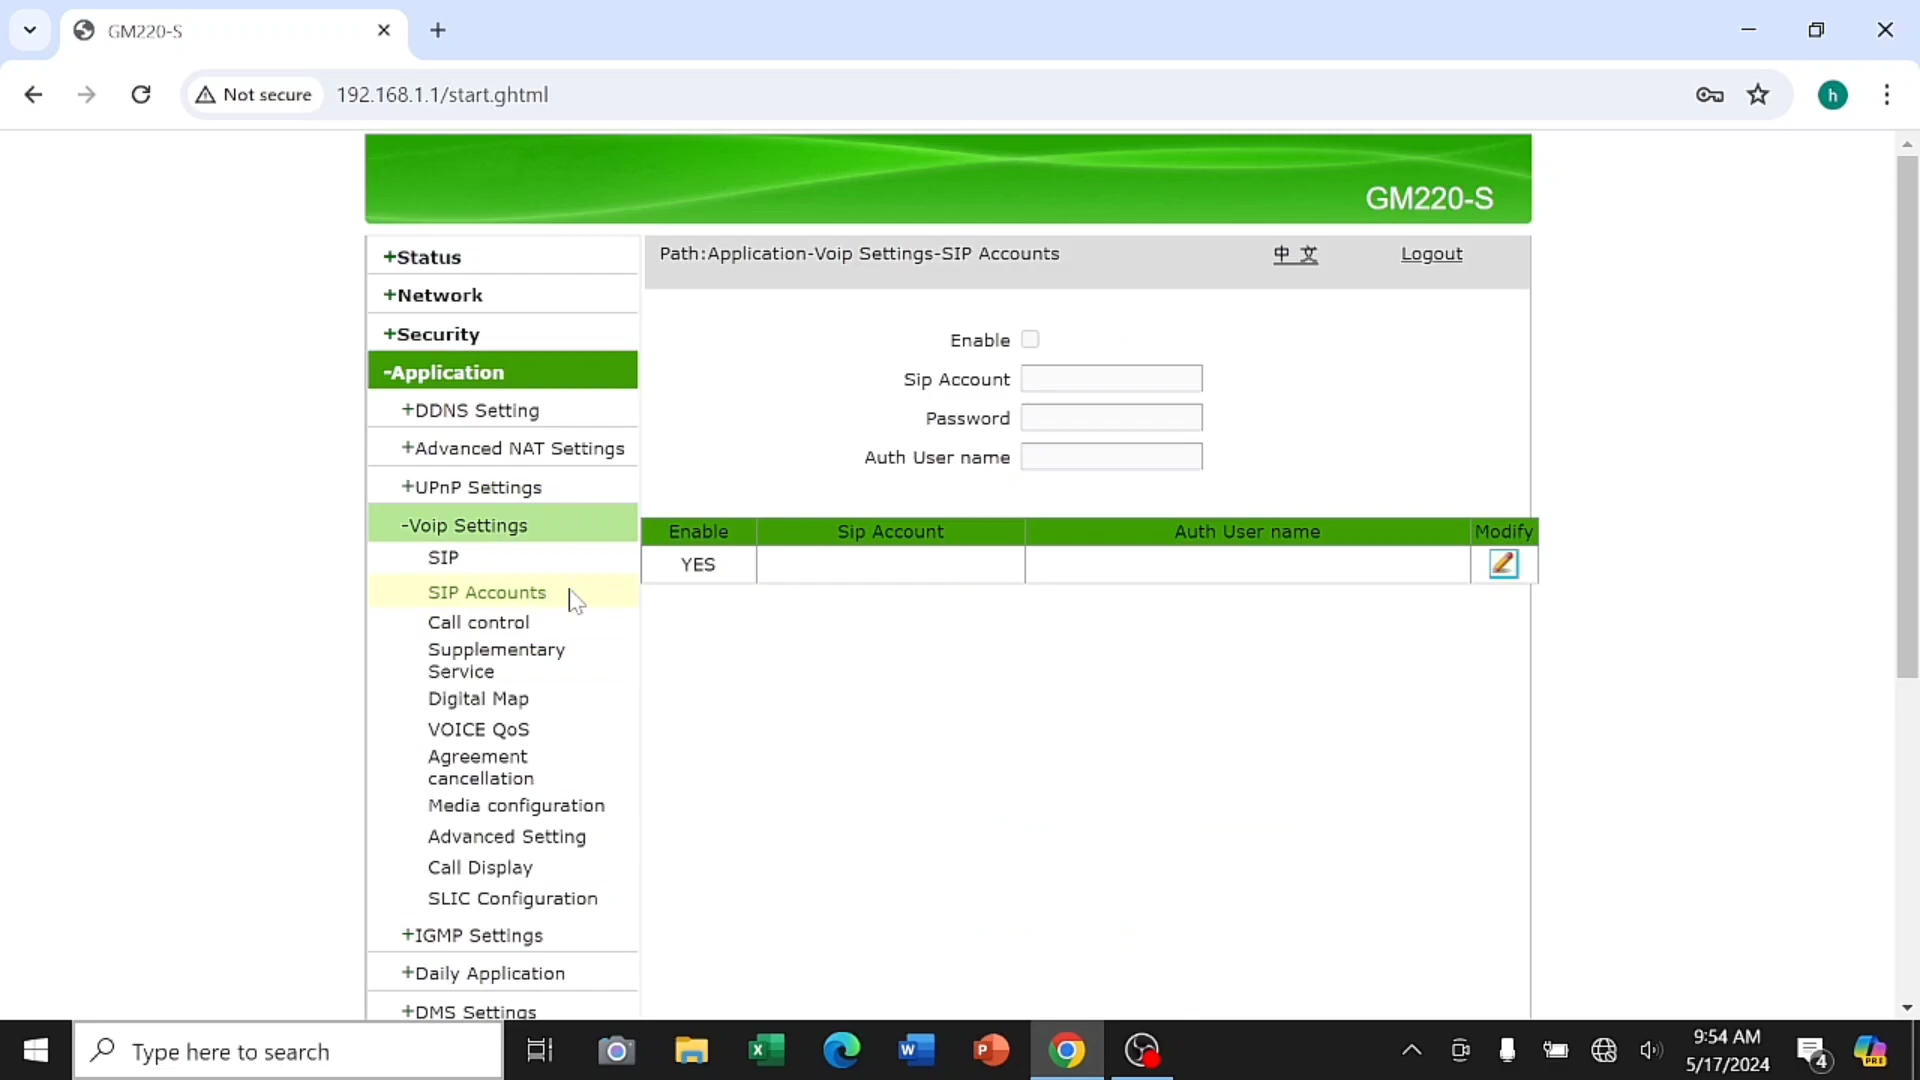 GM220-S
Not secure
192.168.1.1/start.ghtml
h
GM220-S
+Status
+Network
+Security
-Application
+DDNS Setting
+Advanced NAT Settings
+UPnP Settings
-Voip Settings
SIP
SIP Accounts
Call control
Supplementary
Service
Digital Map
VOICE QoS
Agreement
cancellation
Media configuration
Advanced Setting
Call Display
SLIC Configuration
+IGMP Settings
+Daily Application
+DMS Settings
Path:Application-Voip Settings-SIP Accounts
中 文
Logout
Enable
Sip Account
Password
Auth User name
Enable Sip Account Auth User name Modify
YES
Type here to search
9:54 AM
5/17/2024
4
PRE